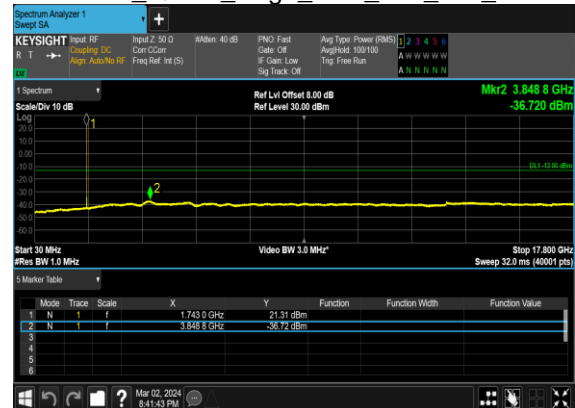 Spectrum Analyzer 1
Swept SA
+
KEYSIGHT Input: RF Input Z: 50 Ω #Atten: 40 dB PNO: Fast Avg Type: Power (RMS) 1 2 3 4 5 6
R T Coupling: DC Corr CCorr Gate: Off Avg|Hold: 100/100 A W W W W W
Align: Auto/No RF Freq Ref: Int (S) IF Gain: Low Trig: Free Run
Sig Track: Off A N N N N N
1 Spectrum Ref Lvl Offset 8.00 dB Mkr2 3.848 8 GHz
Scale/Div 10 dB Ref Level 30.00 dBm -36.720 dBm
Log
20.0
10.0
0.00
-10.0
DL1 -13.00 dBm
-20.0
-30.0
-40.0
-50.0
-60.0
1
2
Start 30 MHz Video BW 3.0 MHz* Stop 17.800 GHz
#Res BW 1.0 MHz Sweep 32.0 ms (40001 pts)
5 Marker Table
Mode Trace Scale X Y Function Function Width Function Value
1 N 1 f 1.743 0 GHz 21.31 dBm
2 N 1 f 3.848 8 GHz -36.72 dBm
3
4
5
6
? Mar 02, 2024
8:41:43 PM